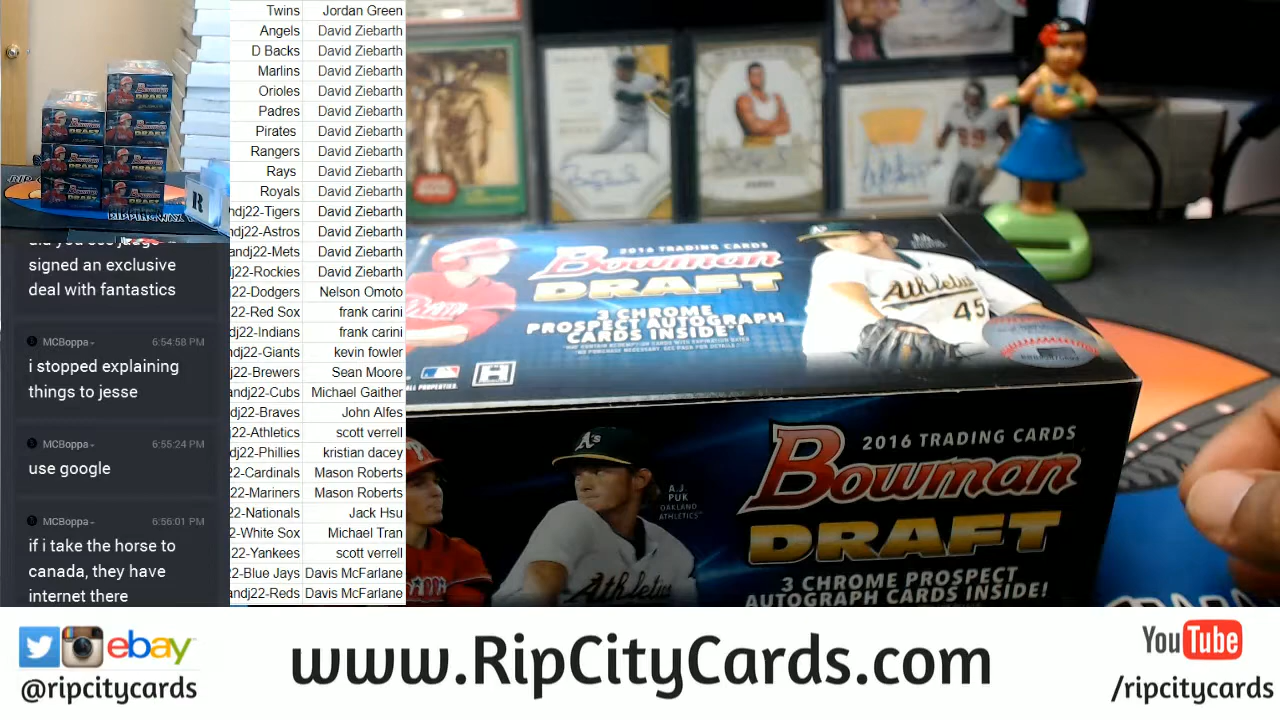 signed an exclusive
deal with fantastics
MCBoppa 6:54:58 PM
i stopped explaining
things to jesse
MCBoppa 6:55:24 PM
use google
MCBoppa 6:56:01 PM
if i take the horse to
canada, they have
internet there
Twins Jordan Green
Angels David Ziebarth
D Backs David Ziebarth
Marlins David Ziebarth
Orioles David Ziebarth
Padres David Ziebarth
Pirates David Ziebarth
Rangers David Ziebarth
Rays David Ziebarth
Royals David Ziebarth
ndj22-Tigers David Ziebarth
dj22-Astros David Ziebarth
andj22-Mets David Ziebarth
dj22-Rockies David Ziebarth
22-Dodgers Nelson Omoto
22-Red Sox frank carini
dj22-Indians frank carini
dj22-Giants kevin fowler
dj22-Brewers Sean Moore
andj22-Cubs Michael Gaither
dj22-Braves John Alfes
22-Athletics scott verrell
dj22-Phillies kristian dacey
22-Cardinals Mason Roberts
22-Mariners Mason Roberts
22-Nationals Jack Hsu
2-White Sox Michael Tran
22-Yankees scott verrell
2-Blue Jays Davis McFarlane
andj22-Reds Davis McFarlane
2016 TRADING CARDS
Bowman
DRAFT
3 CHROME
PROSPECT AUTOGRAPH
CARDS INSIDE!
Athletics
45
H
A's
A.J.
PUK
OAKLAND
ATHLETICS
Athletics
2016 TRADING CARDS
Bowman
DRAFT
3 CHROME PROSPECT
AUTOGRAPH CARDS INSIDE!
ebay
@ripcitycards
www.RipCityCards.com
YouTube
/ripcitycards